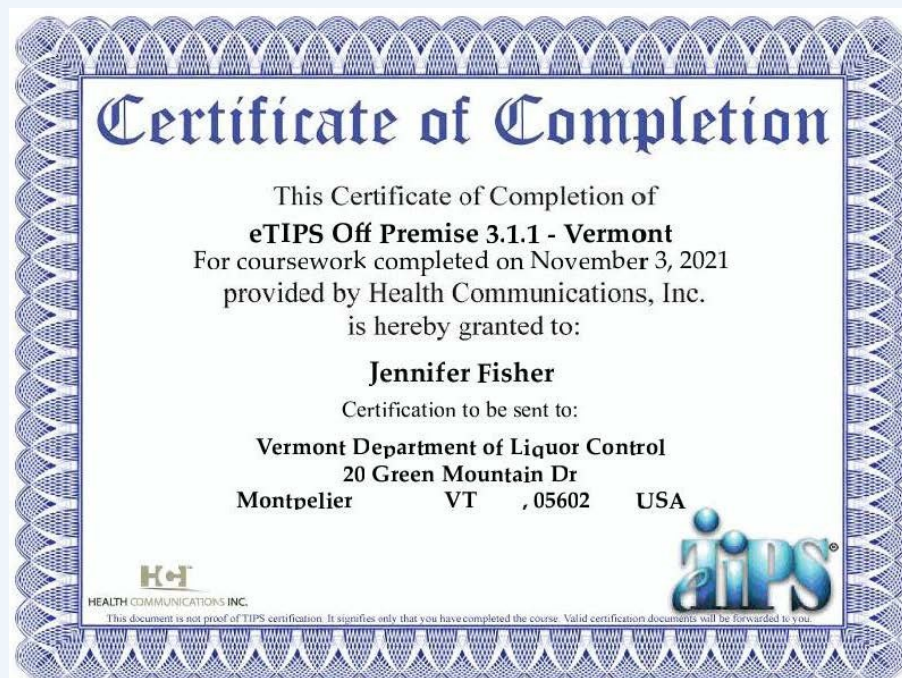 Certificate of Completion
This Certificate of Completion of
eTIPS Off Premise 3.1.1 - Vermont
For coursework completed on November 3, 2021
provided by Health Communications, Inc.
is hereby granted to:
Jennifer Fisher
Certification to be sent to:
Vermont Department of Liquor Control
20 Green Mountain Dr
Montpelier VT , 05602 USA
eTiPS®
HCI
HEALTH COMMUNICATIONS INC.
This document is not proof of TIPS certification. It signifies only that you have completed the course. Valid certification documents will be forwarded to you.